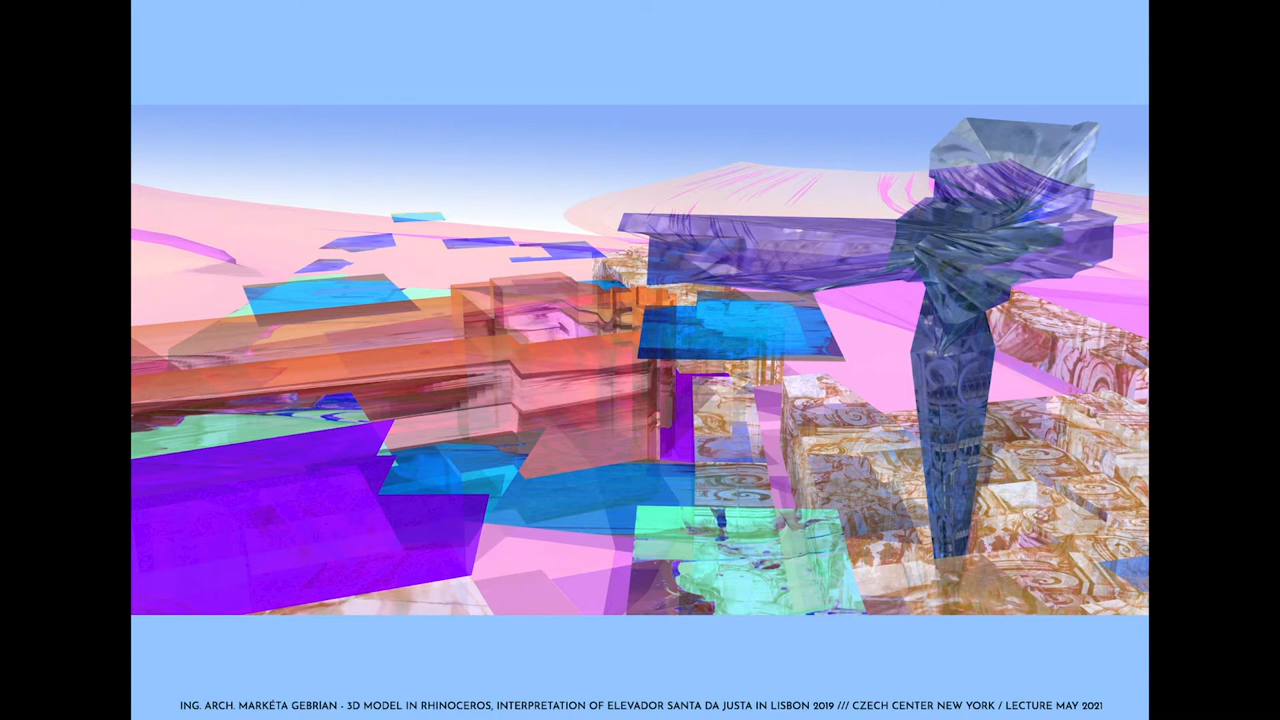 ING. ARCH. MARKÉTA GEBRIAN - 3D MODEL IN RHINOCEROS, INTERPRETATION OF ELEVADOR SANTA DA JUSTA IN LISBON 2019 /// CZECH CENTER NEW YORK / LECTURE MAY 2021